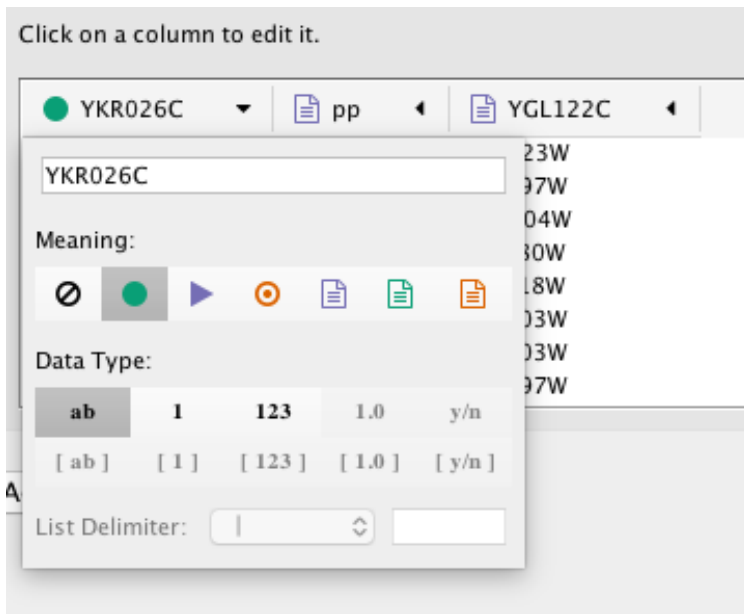 Click on a column to edit it.
YKR026C pp YGL122C
YKR026C
23W
97W
04W
30W
Meaning:
18W
03W
03W
Data Type:
97W
ab 1 123 1.0 y/n
[ ab ] [ 1 ] [ 123 ] [ 1.0 ] [ y/n ]
A
List Delimiter: |